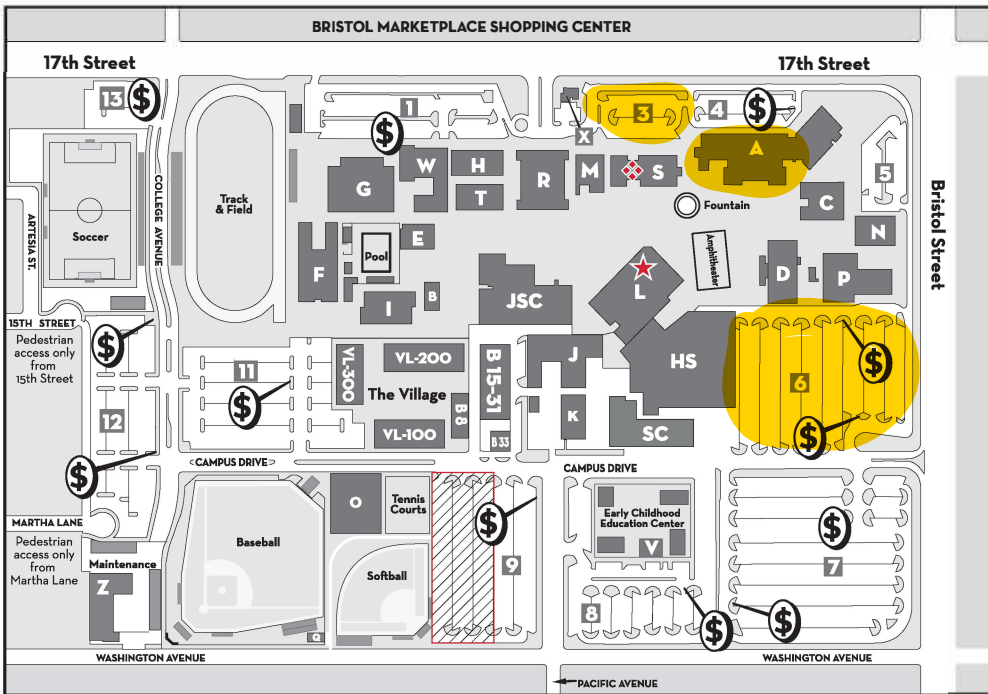 BRISTOL MARKETPLACE SHOPPING CENTER
17th Street
17th Street
13
$
1
$
3
4
$
X
A
5
W
H
T
G
R
M
S
C
N
Fountain
Bristol Street
COLLEGE AVENUE
ARTESIA ST.
Soccer
Track
& Field
E
Pool
F
I
B
JSC
L
Amphitheater
D
P
15TH STREET
Pedestrian
access only
from
15th Street
$
12
$
11
$
VL-300
VL-200
The Village
VL-100
B 8
B 15-31
B 33
J
K
HS
SC
6
$
$
CAMPUS DRIVE
CAMPUS DRIVE
MARTHA LANE
Pedestrian
access only
from
Martha Lane
Maintenance
Z
Baseball
O
Tennis
Courts
Softball
Q
$
9
Early Childhood
Education Center
V
8
$
$
7
$
WASHINGTON AVENUE
WASHINGTON AVENUE
PACIFIC AVENUE